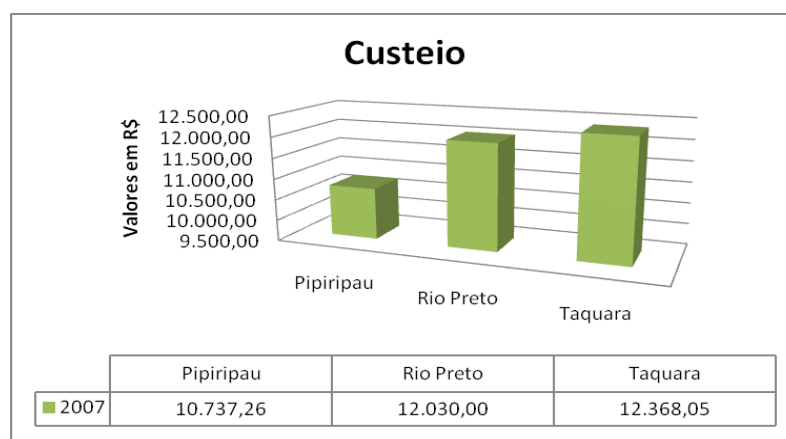 Custeio
Valores em R$
12.500,00
12.000,00
11.500,00
11.000,00
10.500,00
10.000,00
9.500,00
Pipiripau
Rio Preto
Taquara
Pipiripau Rio Preto Taquara
2007 10.737,26 12.030,00 12.368,05